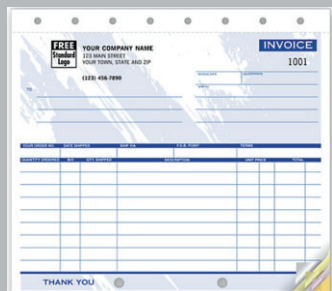 FREE
Standard
Logo
YOUR COMPANY NAME
123 MAIN STREET
YOUR TOWN, STATE AND ZIP
(123) 456-7890
INVOICE
1001
TO
YOUR ORDER NO. DATE SHIPPED SHIP VIA F.O.B. POINT TERMS
QUANTITY ORDERED B/O QTY. SHIPPED DESCRIPTION UNIT PRICE TOTAL
THANK YOU